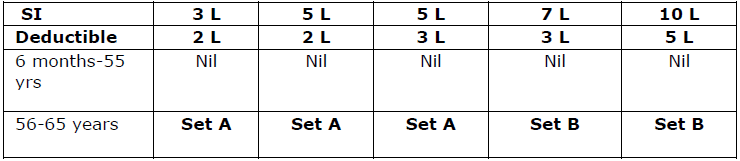 SI 3 L 5 L 5 L 7 L 10 L
Deductible 2 L 2 L 3 L 3 L 5 L
6 months-55 Nil Nil Nil Nil Nil
yrs
56-65 years Set A Set A Set A Set B Set B